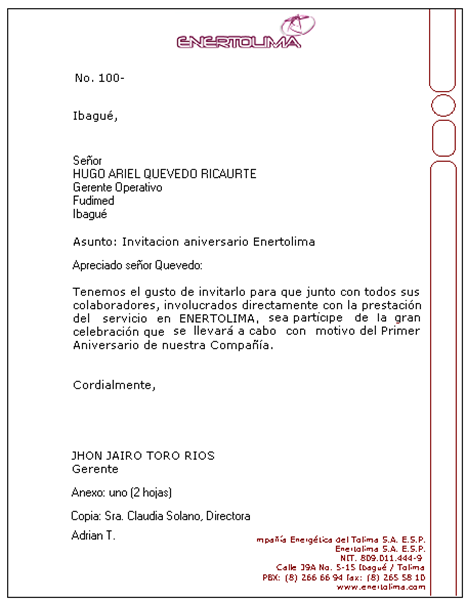 ENERTOLIMA
No. 100-
Ibagué,
Señor
HUGO ARIEL QUEVEDO RICAURTE
Gerente Operativo
Fudimed
Ibagué
Asunto: Invitacion aniversario Enertolima
Apreciado señor Quevedo:
Tenemos el gusto de invitarlo para que junto con todos sus
colaboradores, involucrados directamente con la prestación
del servicio en ENERTOLIMA, sea partícipe de la gran
celebración que se llevará a cabo con motivo del Primer
Aniversario de nuestra Compañía.
Cordialmente,
JHON JAIRO TORO RIOS
Gerente
Anexo: uno (2 hojas)
Copia: Sra. Claudia Solano, Directora
Adrian T.
mpañía Energética del Tolima S.A. E.S.P.
Enertolima S.A. E.S.P.
NIT. 809.011.444-9
Calle 39A No. 5-15 Ibagué / Tolima
PBX: (8) 266 66 94 fax: (8) 265 58 10
www.enertolima.com